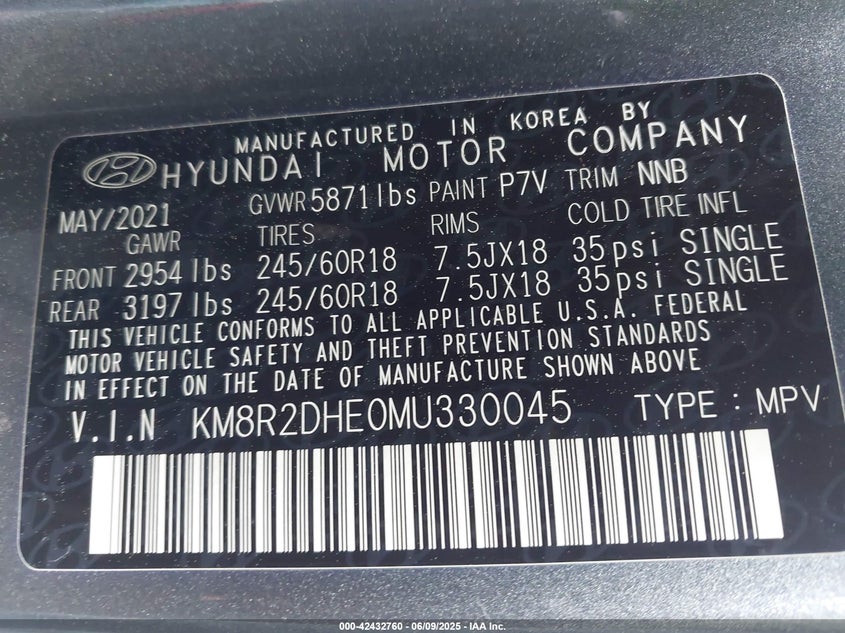 MANUFACTURED IN KOREA BY
HYUNDAI MOTOR COMPANY
MAY/2021 GVWR 5871lbs PAINT P7V TRIM NNB
GAWR TIRES RIMS COLD TIRE INFL
FRONT 2954 lbs 245/60R18 7.5JX18 35psi SINGLE
REAR 3197 lbs 245/60R18 7.5JX18 35psi SINGLE
THIS VEHICLE CONFORMS TO ALL APPLICABLE U.S.A. FEDERAL
MOTOR VEHICLE SAFETY AND THEFT PREVENTION STANDARDS
IN EFFECT ON THE DATE OF MANUFACTURE SHOWN ABOVE
V.I.N KM8R2DHE0MU330045 TYPE : MPV
000-42432760 - 06/09/2025 - IAA Inc.